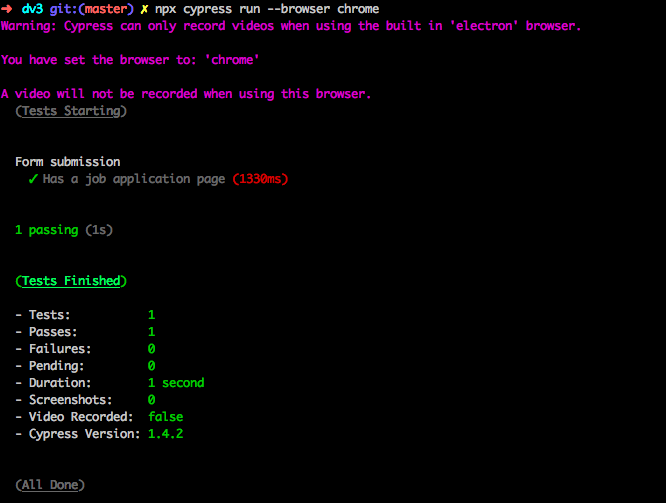 ➜ dv3 git:(master) ✗ npx cypress run --browser chrome
Warning: Cypress can only record videos when using the built in 'electron' browser.
You have set the browser to: 'chrome'
A video will not be recorded when using this browser.
(Tests Starting)
Form submission
✓ Has a job application page (1330ms)
1 passing (1s)
(Tests Finished)
- Tests: 1
- Passes: 1
- Failures: 0
- Pending: 0
- Duration: 1 second
- Screenshots: 0
- Video Recorded: false
- Cypress Version: 1.4.2
(All Done)